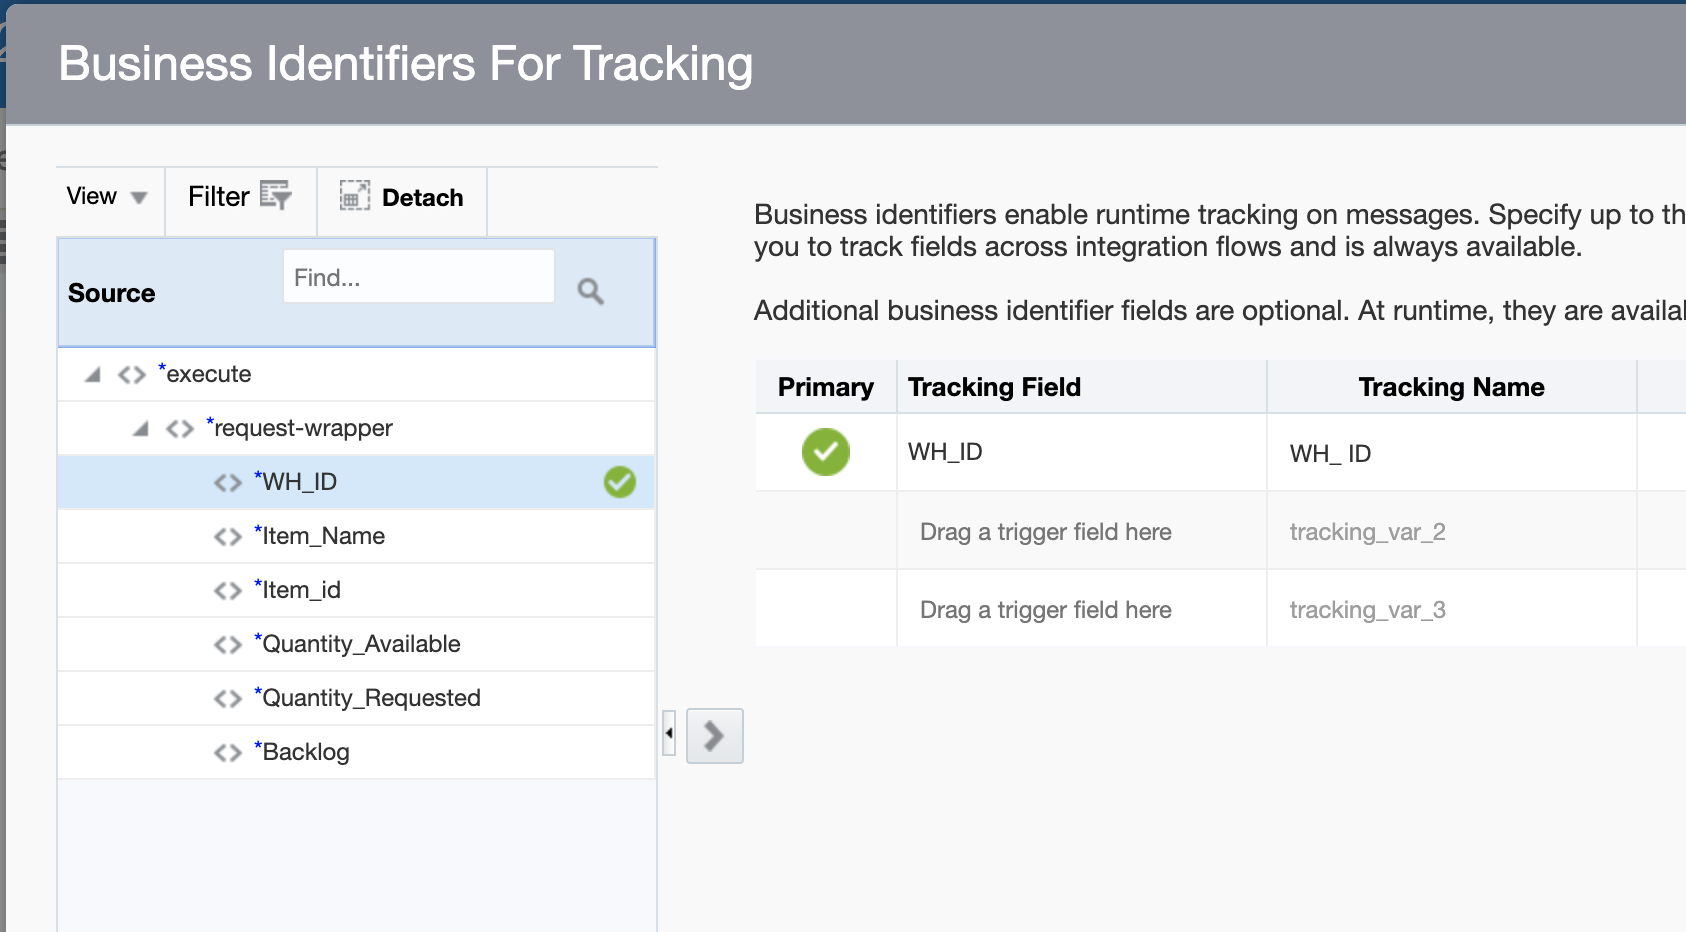 Business Identifiers For Tracking
View Filter Detach
Source Find...
*execute
*request-wrapper
*WH_ID
*Item_Name
*Item_id
*Quantity_Available
*Quantity_Requested
*Backlog
Business identifiers enable runtime tracking on messages. Specify up to th
you to track fields across integration flows and is always available.
Additional business identifier fields are optional. At runtime, they are availal
Primary Tracking Field Tracking Name
WH_ID WH_ ID
Drag a trigger field here tracking_var_2
Drag a trigger field here tracking_var_3